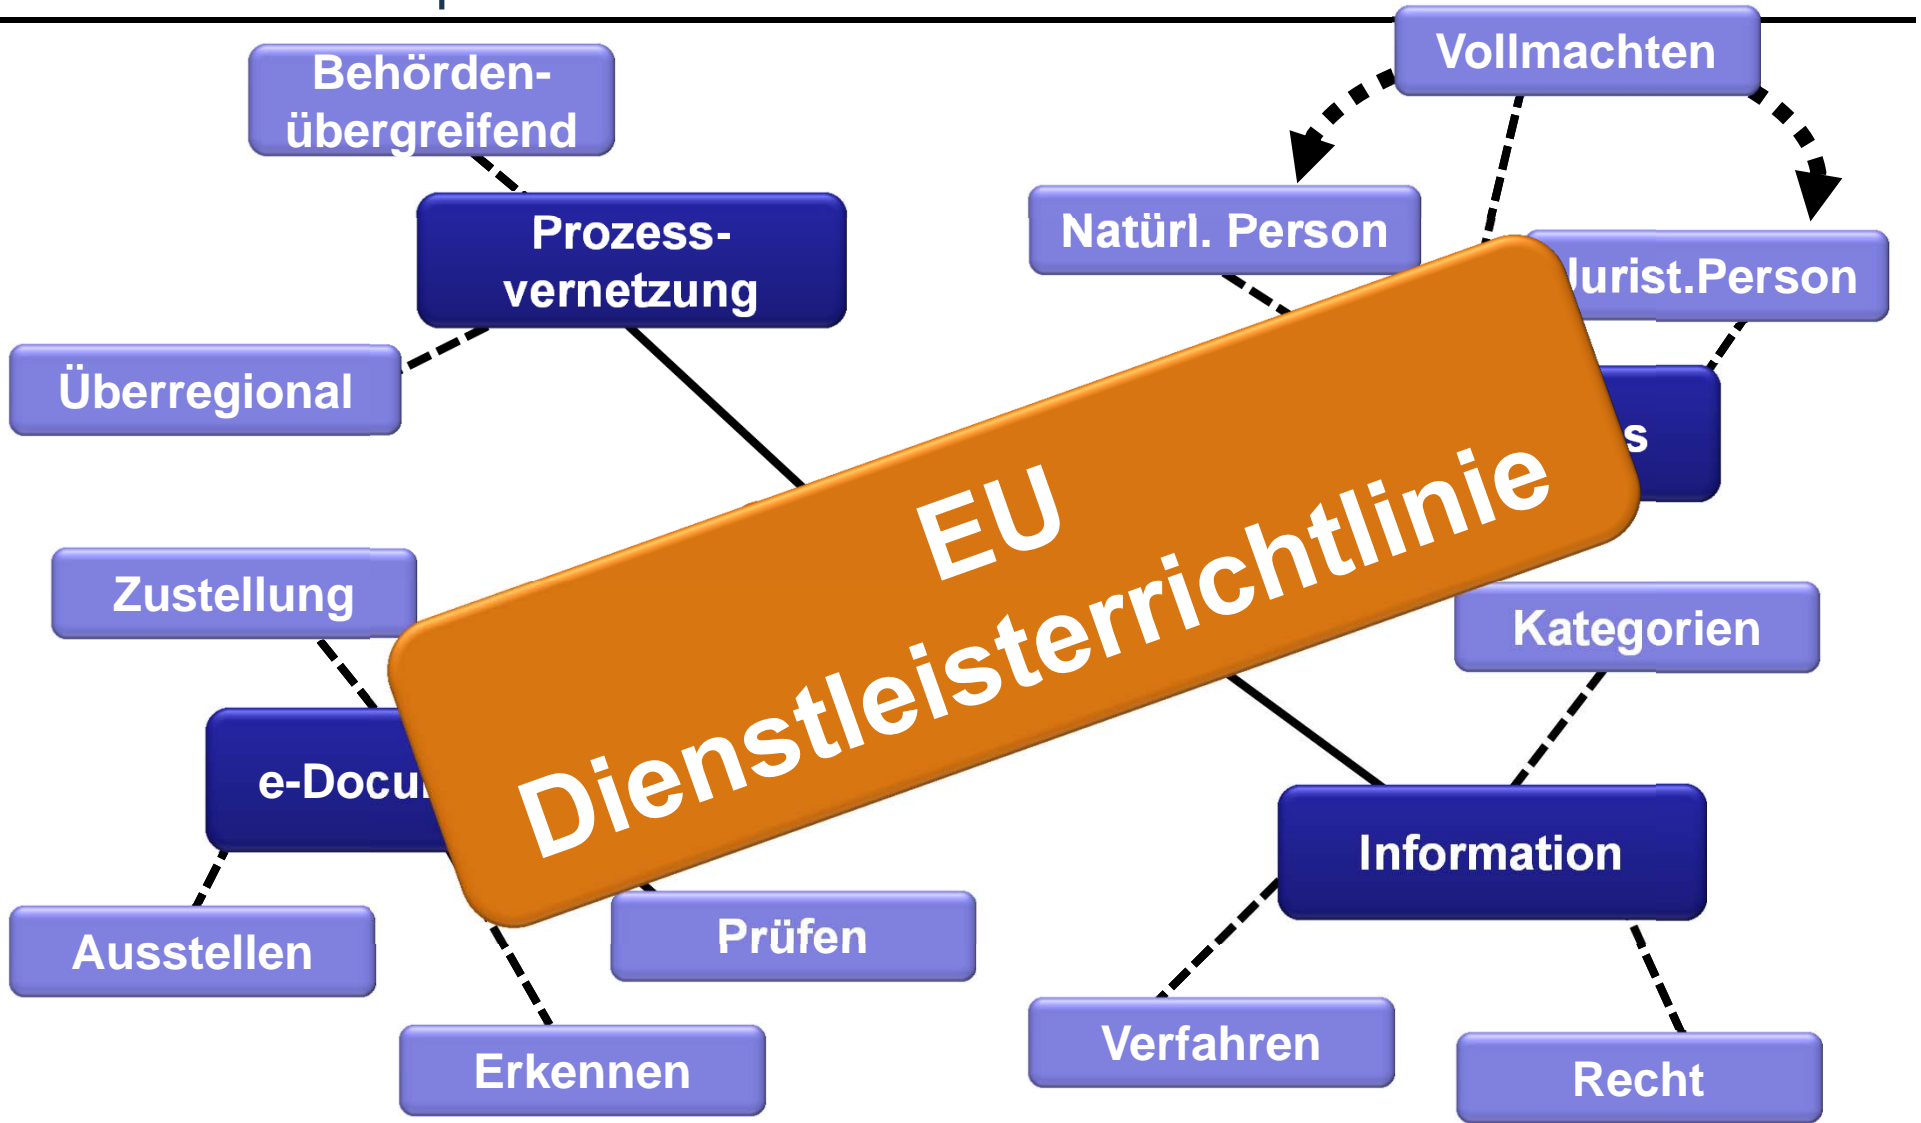 Vollmachten
Behörden-
übergreifend
Natürl. Person
Jurist.Person
Prozess-
vernetzung
Überregional
EU
Dienstleisterrichtlinie
Zustellung
Kategorien
e-Docu
Information
Ausstellen
Prüfen
Verfahren
Erkennen
Recht